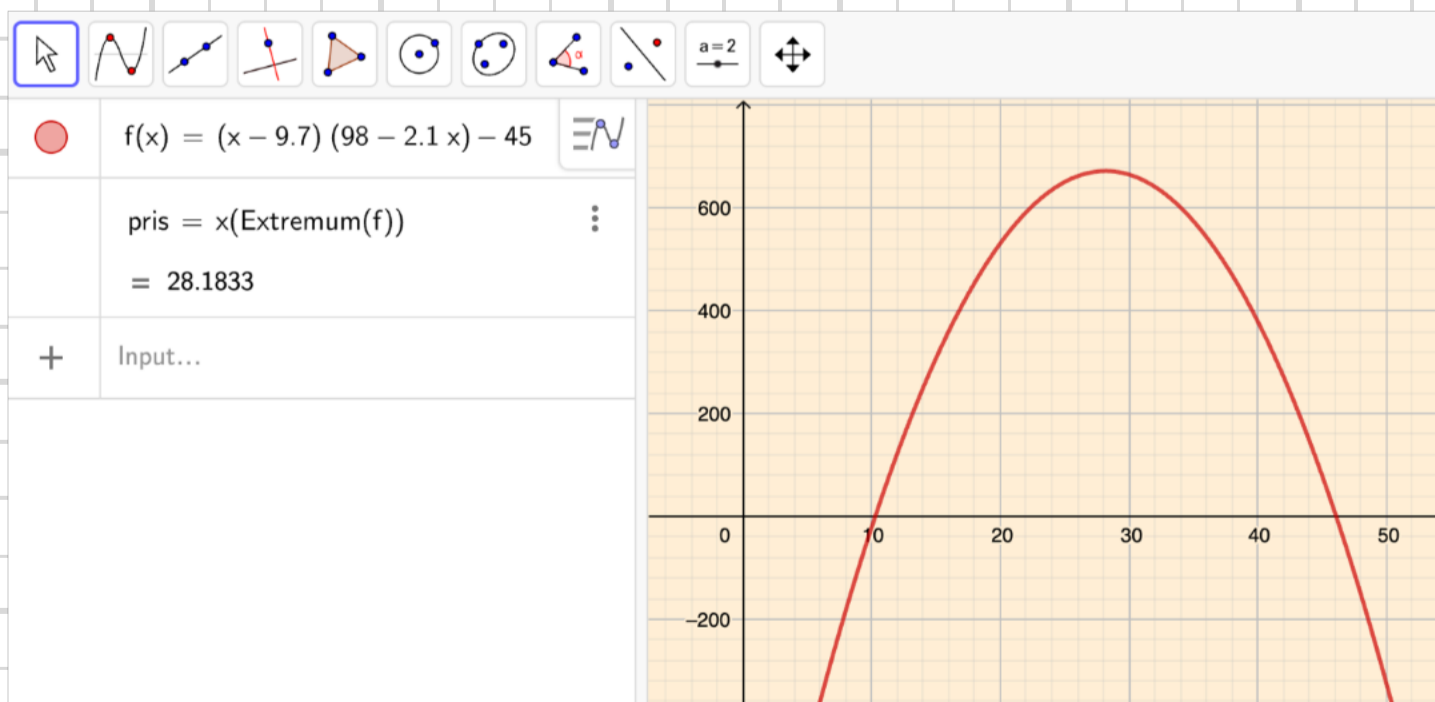 α
a=2
f(x) = (x – 9.7) (98 – 2.1 x) – 45
pris = x(Extremum(f))
= 28.1833
+ Input…
600
400
200
0 10 20 30 40 50
–200